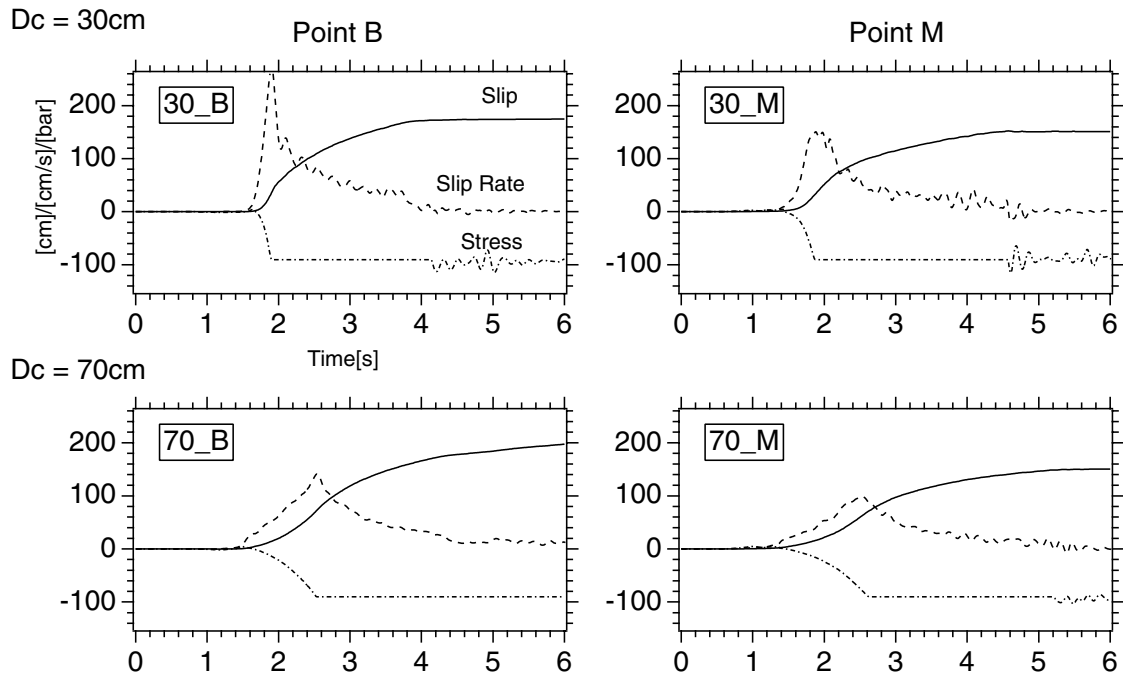 Dc = 30cm
Point B
Point M
[cm]/[cm/s]/[bar]
200
100
0
-100
30_B
Slip
Slip Rate
Stress
0 1 2 3 4 5 6
200
100
0
-100
30_M
0 1 2 3 4 5 6
Time[s]
Dc = 70cm
200
100
0
-100
70_B
0 1 2 3 4 5 6
200
100
0
-100
70_M
0 1 2 3 4 5 6